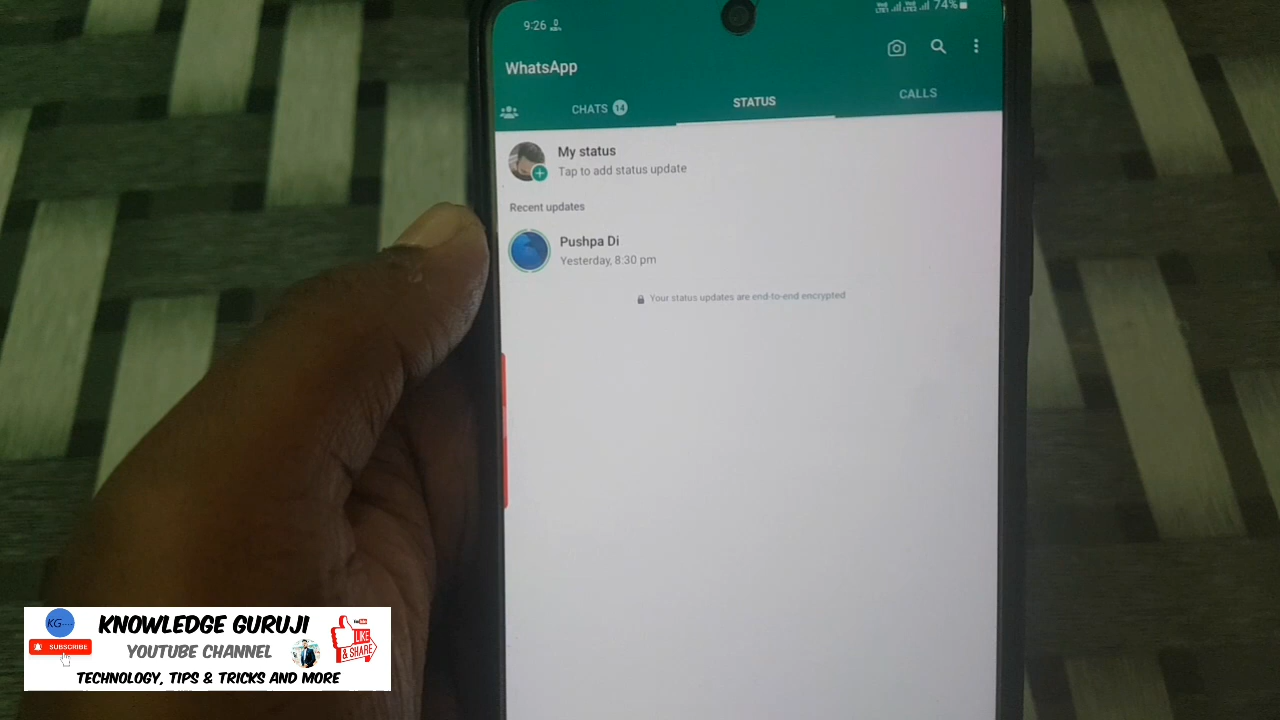 9:26
0
KB/s
74%
WhatsApp
CHATS 14
STATUS
CALLS
My status
Tap to add status update
Recent updates
Pushpa Di
Yesterday, 8:30 pm
Your status updates are end-to-end encrypted
KG....
KNOWLEDGE GURUJI
SUBSCRIBE
YOUTUBE CHANNEL
LIKE
& SHARE
TECHNOLOGY, TIPS & TRICKS AND MORE